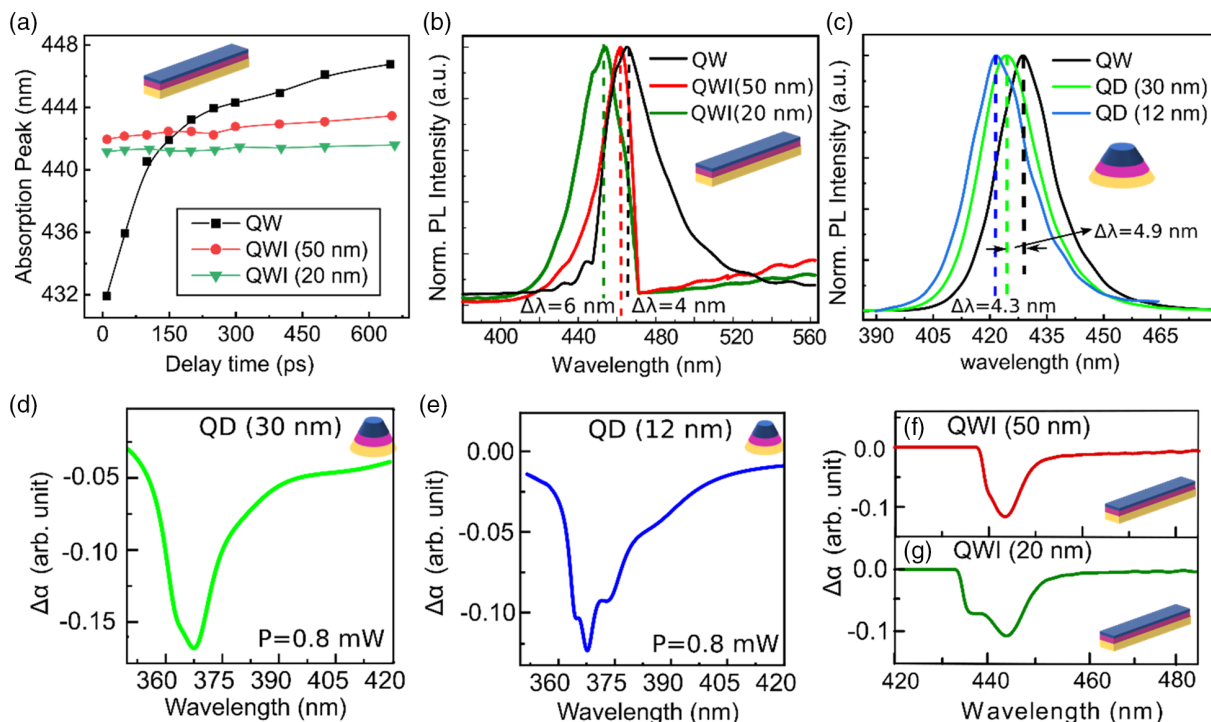 (a)
448
444
440
436
432
Absorption Peak (nm)
QW
QWI (50 nm)
QWI (20 nm)
0 150 300 450 600
Delay time (ps)
(b)
Norm. PL Intensity (a.u.)
QW
QWI(50 nm)
QWI(20 nm)
Δλ=6 nm
Δλ=4 nm
400 440 480 520 560
Wavelength (nm)
(c)
Norm. PL Intensity (a.u.)
QW
QD (30 nm)
QD (12 nm)
Δλ=4.9 nm
Δλ=4.3 nm
390 405 420 435 450 465
wavelength (nm)
(d)
QD (30 nm)
-0.05
-0.10
-0.15
Δα (arb. unit)
P=0.8 mW
360 375 390 405 420
Wavelength (nm)
(e)
QD (12 nm)
0.00
-0.05
-0.10
Δα (arb. unit)
P=0.8 mW
360 375 390 405 420
Wavelength (nm)
(f)
QWI (50 nm)
0.0
-0.1
Δα (arb. unit)
(g)
QWI (20 nm)
0.0
-0.1
420 440 460 480
Wavelength (nm)